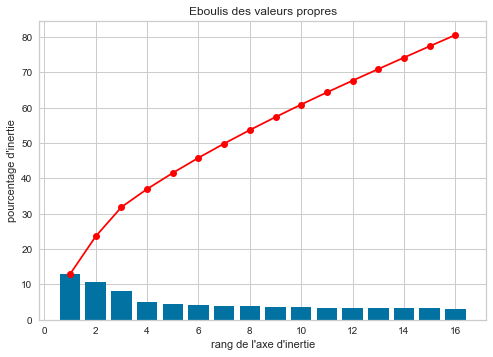 Eboulis des valeurs propres
pourcentage d'inertie
80
70
60
50
40
30
20
10
0
0 2 4 6 8 10 12 14 16
rang de l'axe d'inertie